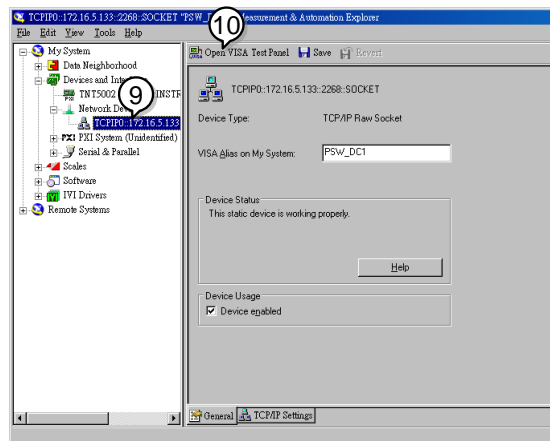 TCPIP0::172.16.5.133::2268::SOCKET "PSW_ Measurement & Automation Explorer
10
File Edit View Tools Help
My System
Data Neighborhood
Devices and
TNT5002 INSTR
9
Network
TCPIP0::172.16.5.133
PXI PXI System (Unidentified)
Serial & Parallel
Scales
Software
IVI Drivers
Remote Systems
Open VISA Test Panel Save Revert
TCPIP0::172.16.5.133::2268::SOCKET
Device Type: TCP/IP Raw Socket
VISA Alias on My System: PSW_DC1
Device Status
This static device is working properly.
Help
Device Usage
Device enabled
General TCP/IP Settings